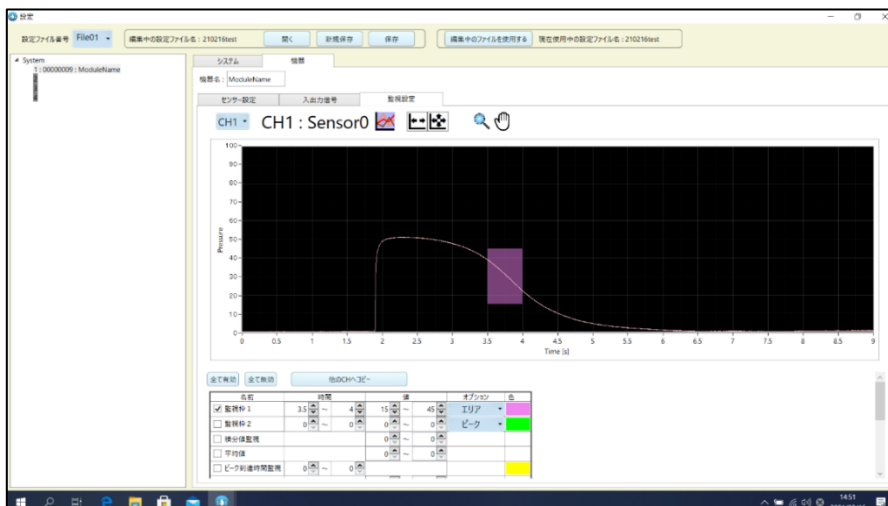 設定
設定ファイル番号 File01 編集中の設定ファイル名：210216test 開く 新規保存 保存 編集中のファイルを使用する 現在使用中の設定ファイル名：210216test
System
1 : 00000009 : ModuleName
システム 機器
機器名： ModuleName
センサー設定 入出力信号 監視設定
CH1 CH1 : Sensor0
100
90
80
70
60
50
40
30
20
10
0
Pressure
0 0.5 1 1.5 2 2.5 3 3.5 4 4.5 5 5.5 6 6.5 7 7.5 8 8.5 9
Time [s]
全て有効 全て無効 他のCHへコピー
名前 時間 値 オプション 色
監視枠 1 3.5 ～ 4 15 ～ 45 エリア
監視枠 2 0 ～ 0 0 ～ 0 ピーク
積分値監視 0 ～ 0
平均値 0 ～ 0
ピーク到達時間監視 0 ～ 0
14:51